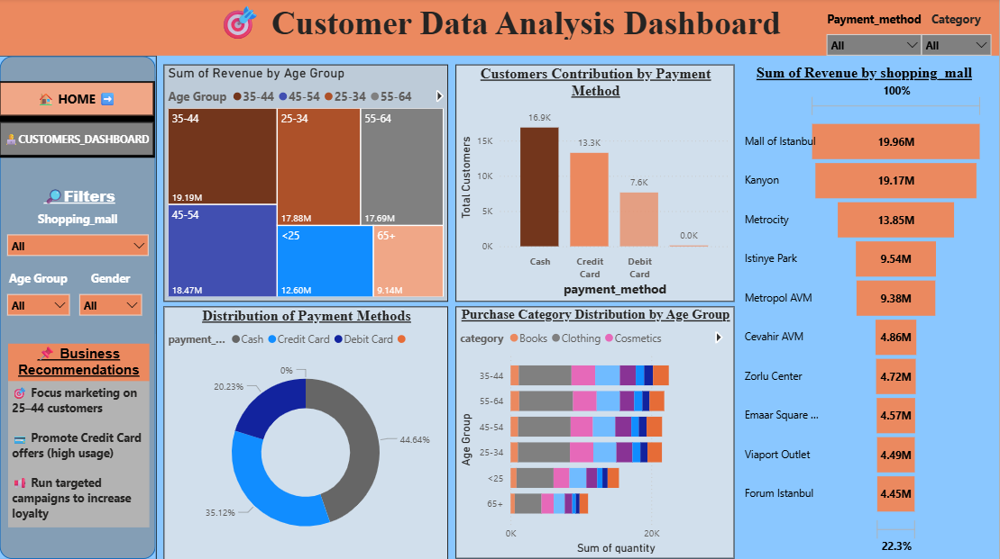 Customer Data Analysis Dashboard
Payment_method
Category
All
All
HOME
CUSTOMERS_DASHBOARD
Filters
Shopping_mall
All
Age Group
Gender
All
All
Business
Recommendations
Focus marketing on
25–44 customers
Promote Credit Card
offers (high usage)
Run targeted
campaigns to increase
loyalty
Sum of Revenue by Age Group
Age Group 35-44 45-54 25-34 55-64
35-44
19.19M
25-34
17.88M
55-64
17.69M
45-54
18.47M
<25
12.60M
65+
9.14M
Customers Contribution by Payment
Method
Total Customers
15K
10K
5K
0K
16.9K
13.3K
7.6K
0.0K
Cash
Credit
Card
Debit
Card
payment_method
Distribution of Payment Methods
payment_... Cash Credit Card Debit Card
0%
20.23%
44.64%
35.12%
Purchase Category Distribution by Age Group
category Books Clothing Cosmetics
Age Group
35-44
55-64
45-54
25-34
<25
65+
0K
20K
Sum of quantity
Sum of Revenue by shopping_mall
100%
Mall of Istanbul 19.96M
Kanyon 19.17M
Metrocity 13.85M
Istinye Park 9.54M
Metropol AVM 9.38M
Cevahir AVM 4.86M
Zorlu Center 4.72M
Emaar Square ... 4.57M
Viaport Outlet 4.49M
Forum Istanbul 4.45M
22.3%